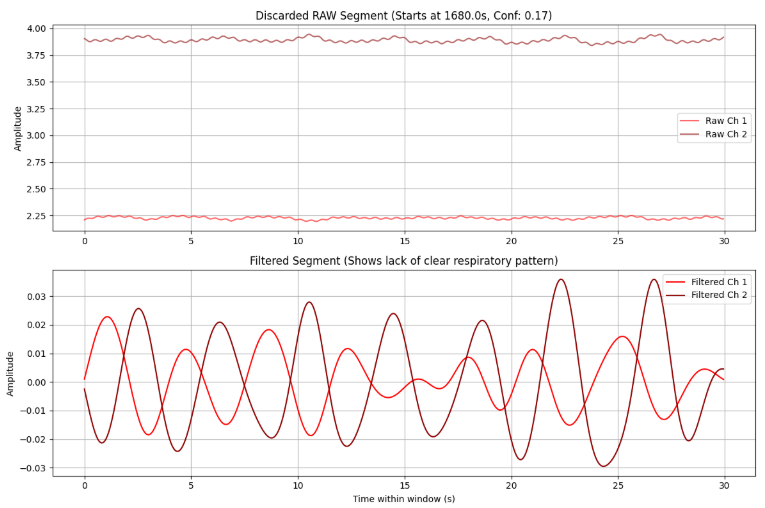 Discarded RAW Segment (Starts at 1680.0s, Conf: 0.17)
4.00
3.75
3.50
3.25
3.00
2.75
2.50
2.25
Amplitude
Raw Ch 1
Raw Ch 2
0 5 10 15 20 25 30
Filtered Segment (Shows lack of clear respiratory pattern)
0.03
0.02
0.01
0.00
−0.01
−0.02
−0.03
Amplitude
Filtered Ch 1
Filtered Ch 2
0 5 10 15 20 25 30
Time within window (s)